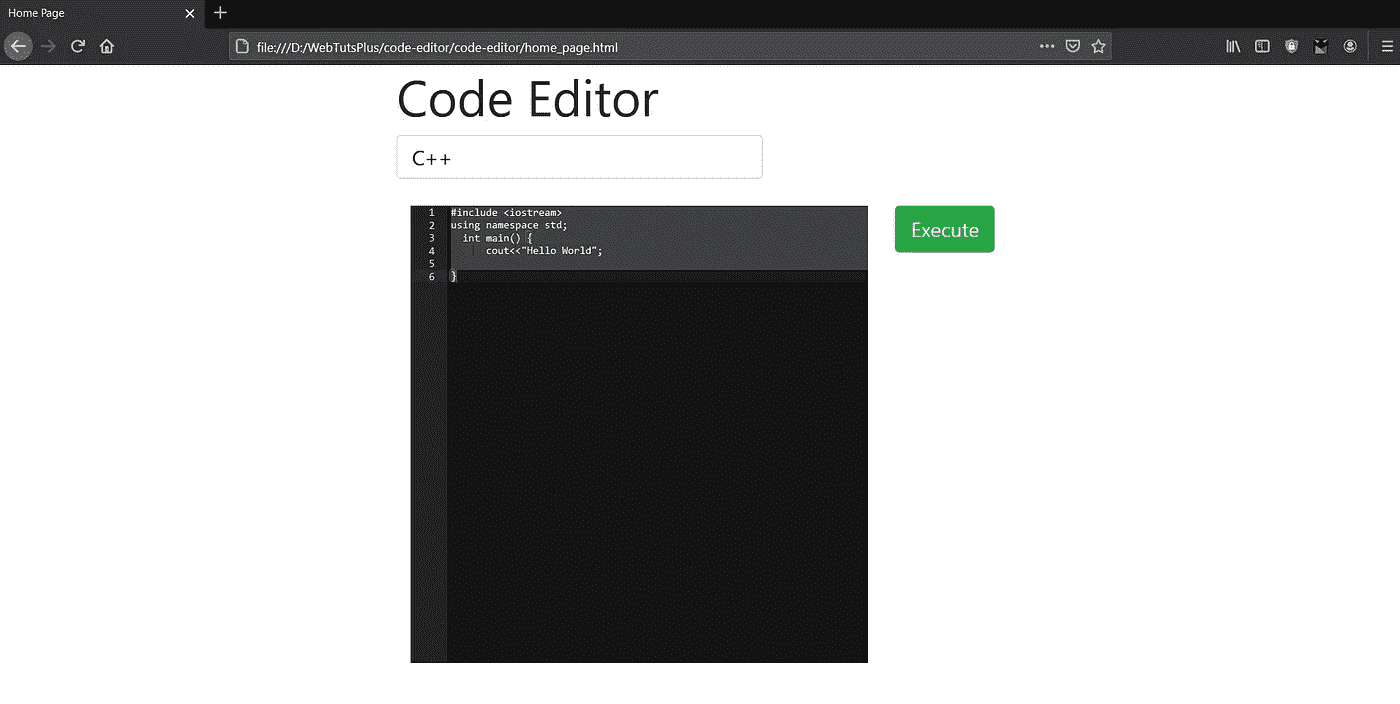 Home Page
file:///D:/WebTutsPlus/code-editor/code-editor/home_page.html
Code Editor
C++
1 #include <iostream>
2 using namespace std;
3   int main() {
4       cout<<"Hello World";
5
6 }
Execute